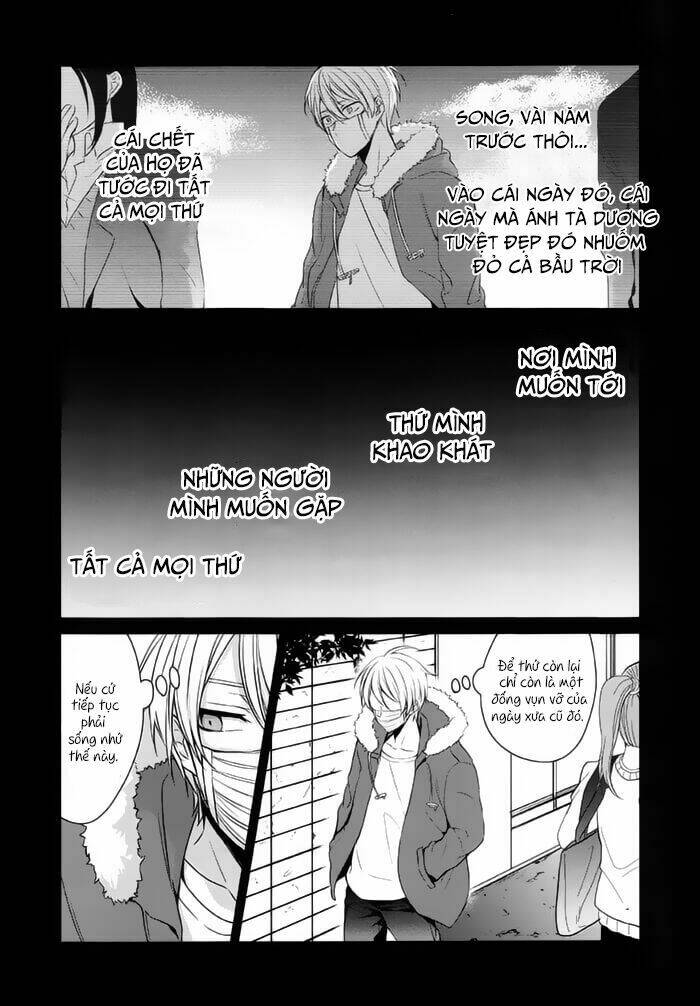 SONG, VÀI NĂM
TRƯỚC THÔI...
VÀO CÁI NGÀY ĐÓ, CÁI
NGÀY MÀ ÁNH TÀ DƯƠNG
TUYỆT ĐẸP ĐÓ NHUỐM
ĐỎ CẢ BẦU TRỜI
CÁI CHẾT
CỦA HỌ ĐÃ
TƯỚC ĐI TẤT
CẢ MỌI THỨ
NƠI MÌNH
MUỐN TỚI
THỨ MÌNH
KHAO KHÁT
NHỮNG NGƯỜI
MÌNH MUỐN GẶP
TẤT CẢ MỌI THỨ
Để thứ còn lại
chỉ còn là một
đống vụn vỡ của
ngày xưa cũ đó.
Nếu cứ
tiếp tục
phải
sống như
thế này.